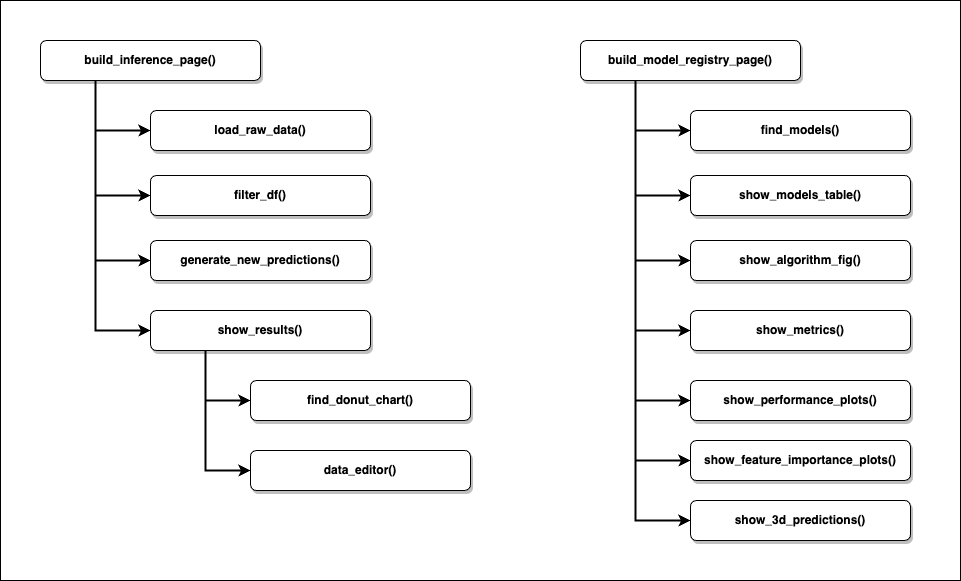 build_inference_page()
load_raw_data()
filter_df()
generate_new_predictions()
show_results()
find_donut_chart()
data_editor()
build_model_registry_page()
find_models()
show_models_table()
show_algorithm_fig()
show_metrics()
show_performance_plots()
show_feature_importance_plots()
show_3d_predictions()